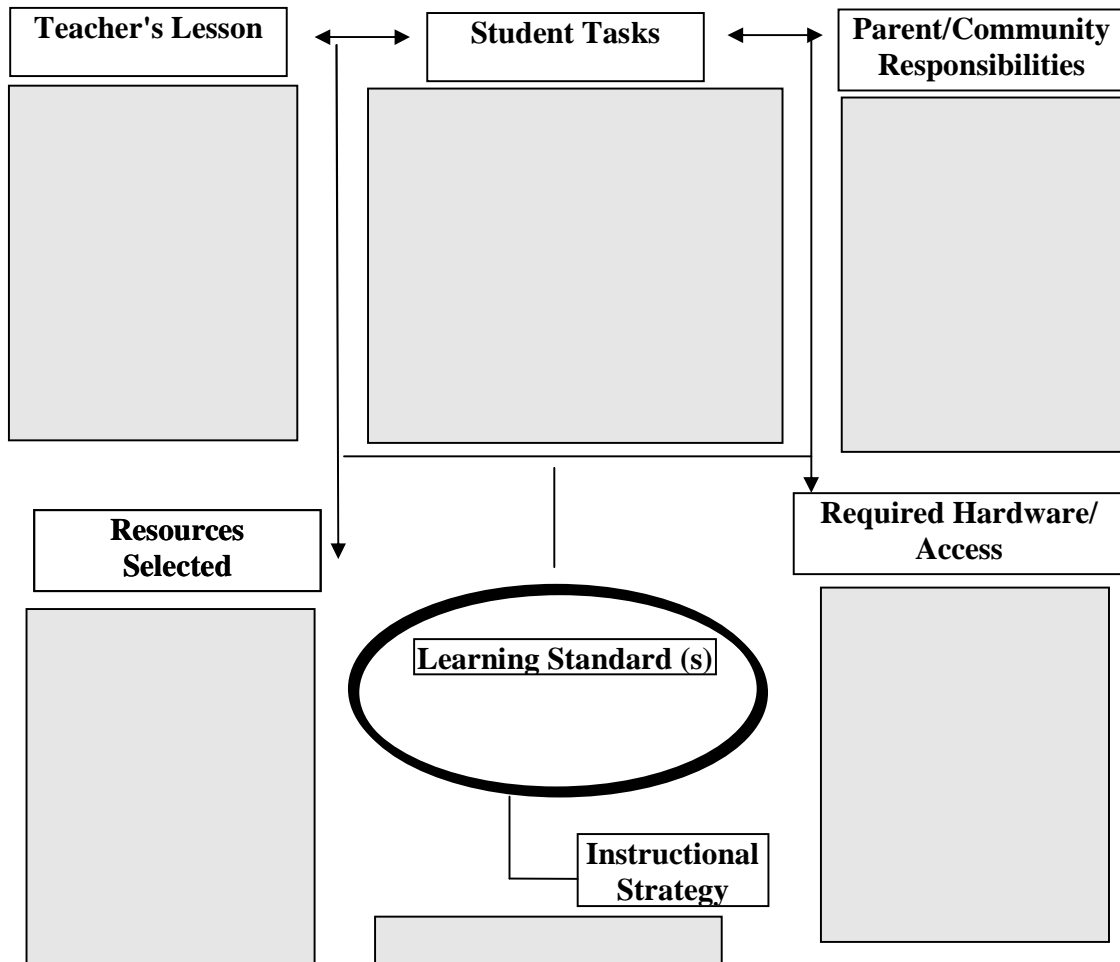 Teacher's Lesson
Student Tasks
Parent/Community
Responsibilities
Resources
Selected
Required Hardware/
Access
Learning Standard (s)
Instructional
Strategy